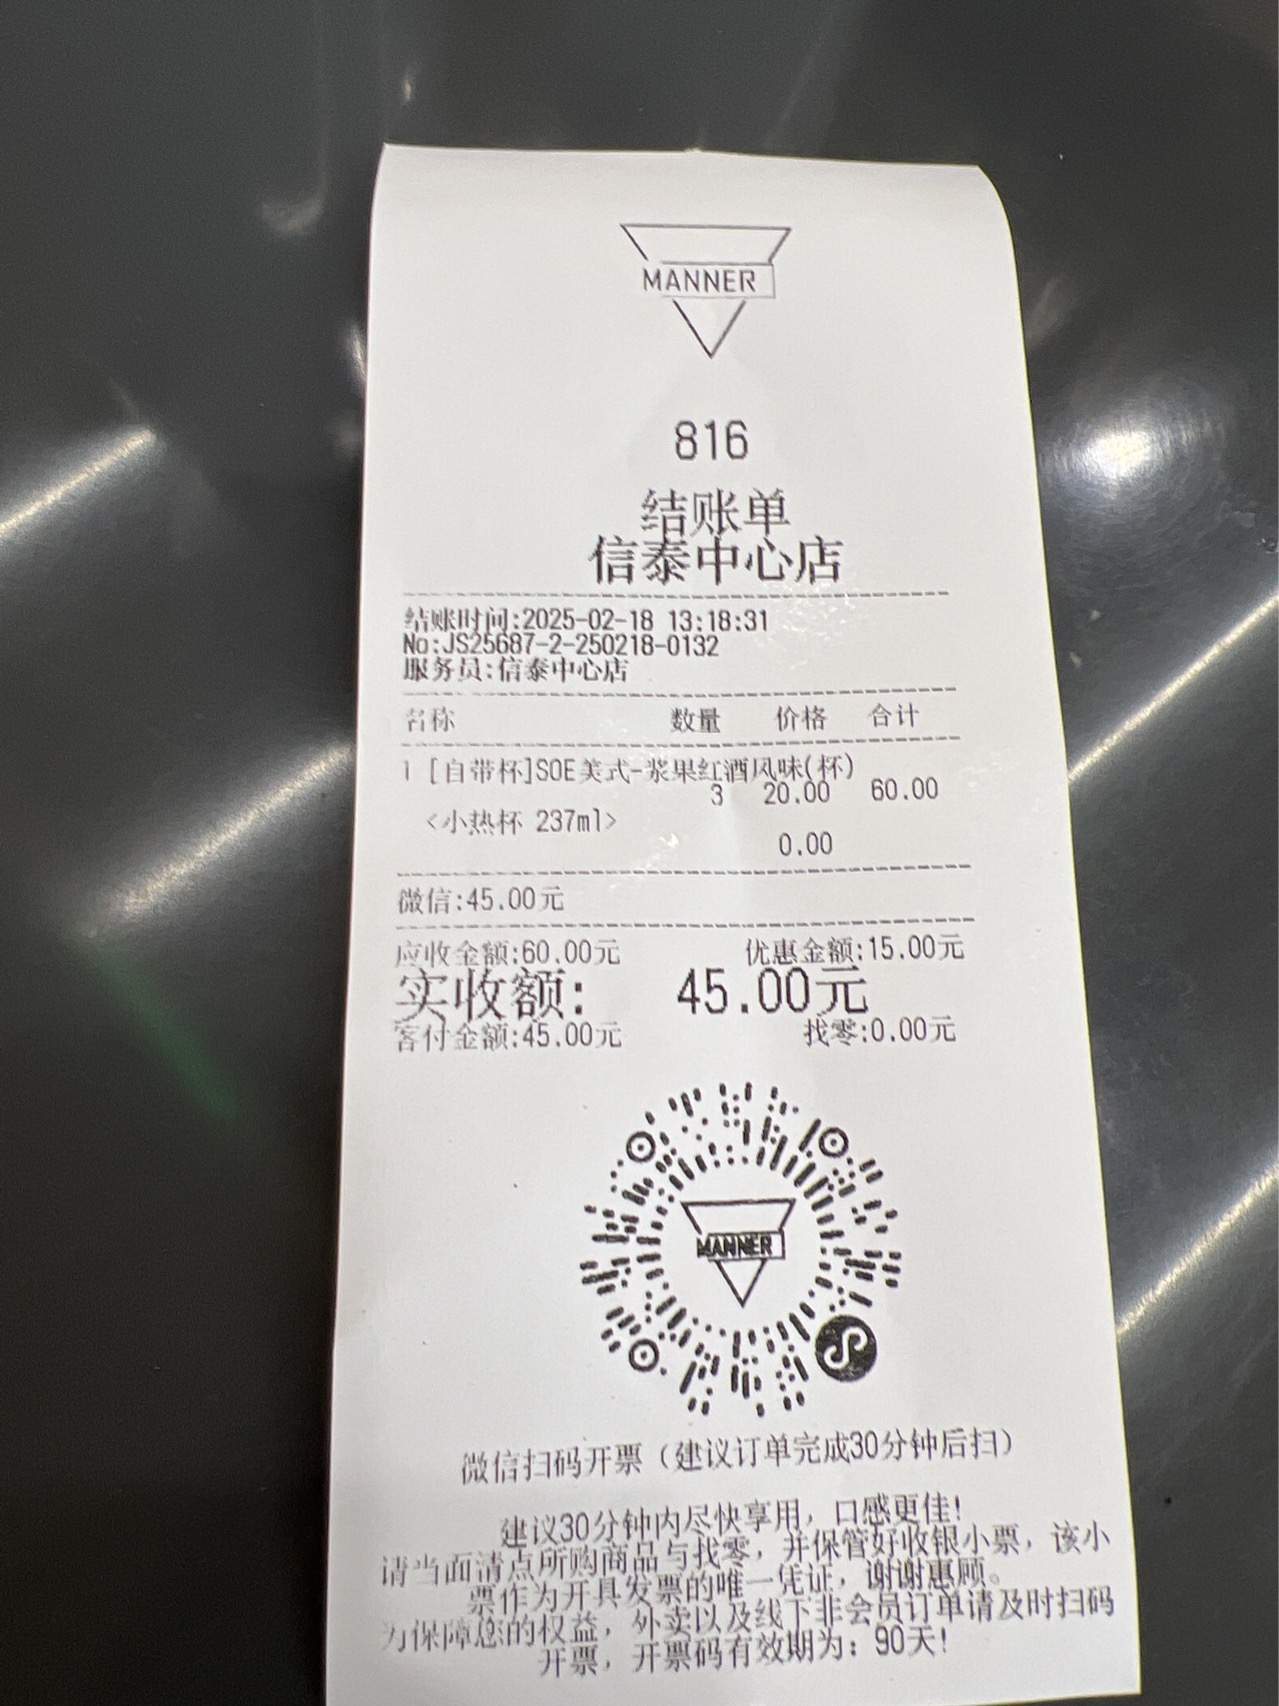 MANNER
816
结账单
信泰中心店
结账时间:2025-02-18 13:18:31
No:JS25687-2-250218-0132
服务员:信泰中心店
名称 数量 价格 合计
1 [自带杯]SOE美式-浆果红酒风味(杯)
3 20.00 60.00
<小热杯 237ml>
0.00
微信:45.00元
应收金额:60.00元 优惠金额:15.00元
实收额: 45.00元
客付金额:45.00元 找零:0.00元
MANNER
微信扫码开票（建议订单完成30分钟后扫）
建议30分钟内尽快享用，口感更佳!
请当面清点所购商品与找零，并保管好收银小票，该小
票作为开具发票的唯一凭证，谢谢惠顾。
为保障您的权益，外卖以及线下非会员订单请及时扫码
开票，开票码有效期为：90天!